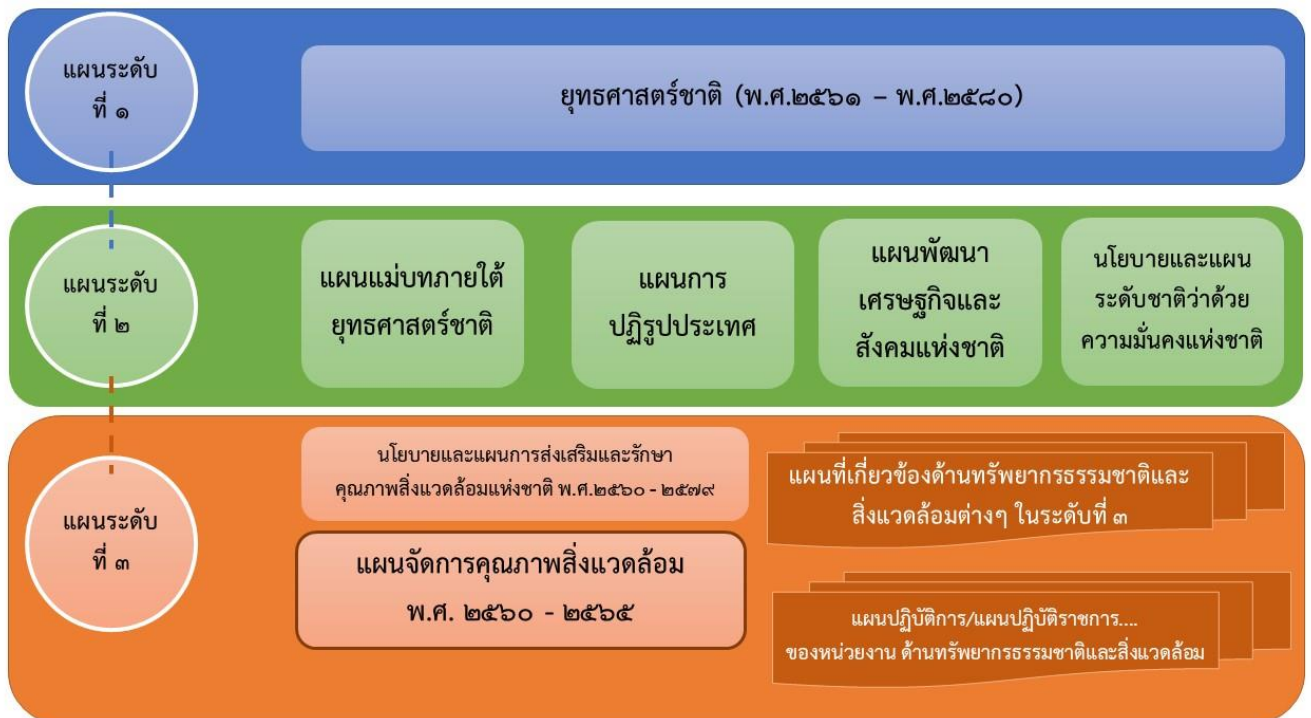 แผนระดับ
ที่ ๑
ยุทธศาสตร์ชาติ (พ.ศ.๒๕๖๑ – พ.ศ.๒๕๘๐)
แผนระดับ
ที่ ๒
แผนแม่บทภายใต้
ยุทธศาสตร์ชาติ
แผนการ
ปฏิรูปประเทศ
แผนพัฒนา
เศรษฐกิจและ
สังคมแห่งชาติ
นโยบายและแผน
ระดับชาติว่าด้วย
ความมั่นคงแห่งชาติ
แผนระดับ
ที่ ๓
นโยบายและแผนการส่งเสริมและรักษา
คุณภาพสิ่งแวดล้อมแห่งชาติ พ.ศ.๒๕๖๐ - ๒๕๗๙
แผนจัดการคุณภาพสิ่งแวดล้อม
พ.ศ. ๒๕๖๐ - ๒๕๖๕
แผนที่เกี่ยวข้องด้านทรัพยากรธรรมชาติและ
สิ่งแวดล้อมต่างๆ ในระดับที่ ๓
แผนปฏิบัติการ/แผนปฏิบัติราชการ....
ของหน่วยงาน ด้านทรัพยากรธรรมชาติและสิ่งแวดล้อม